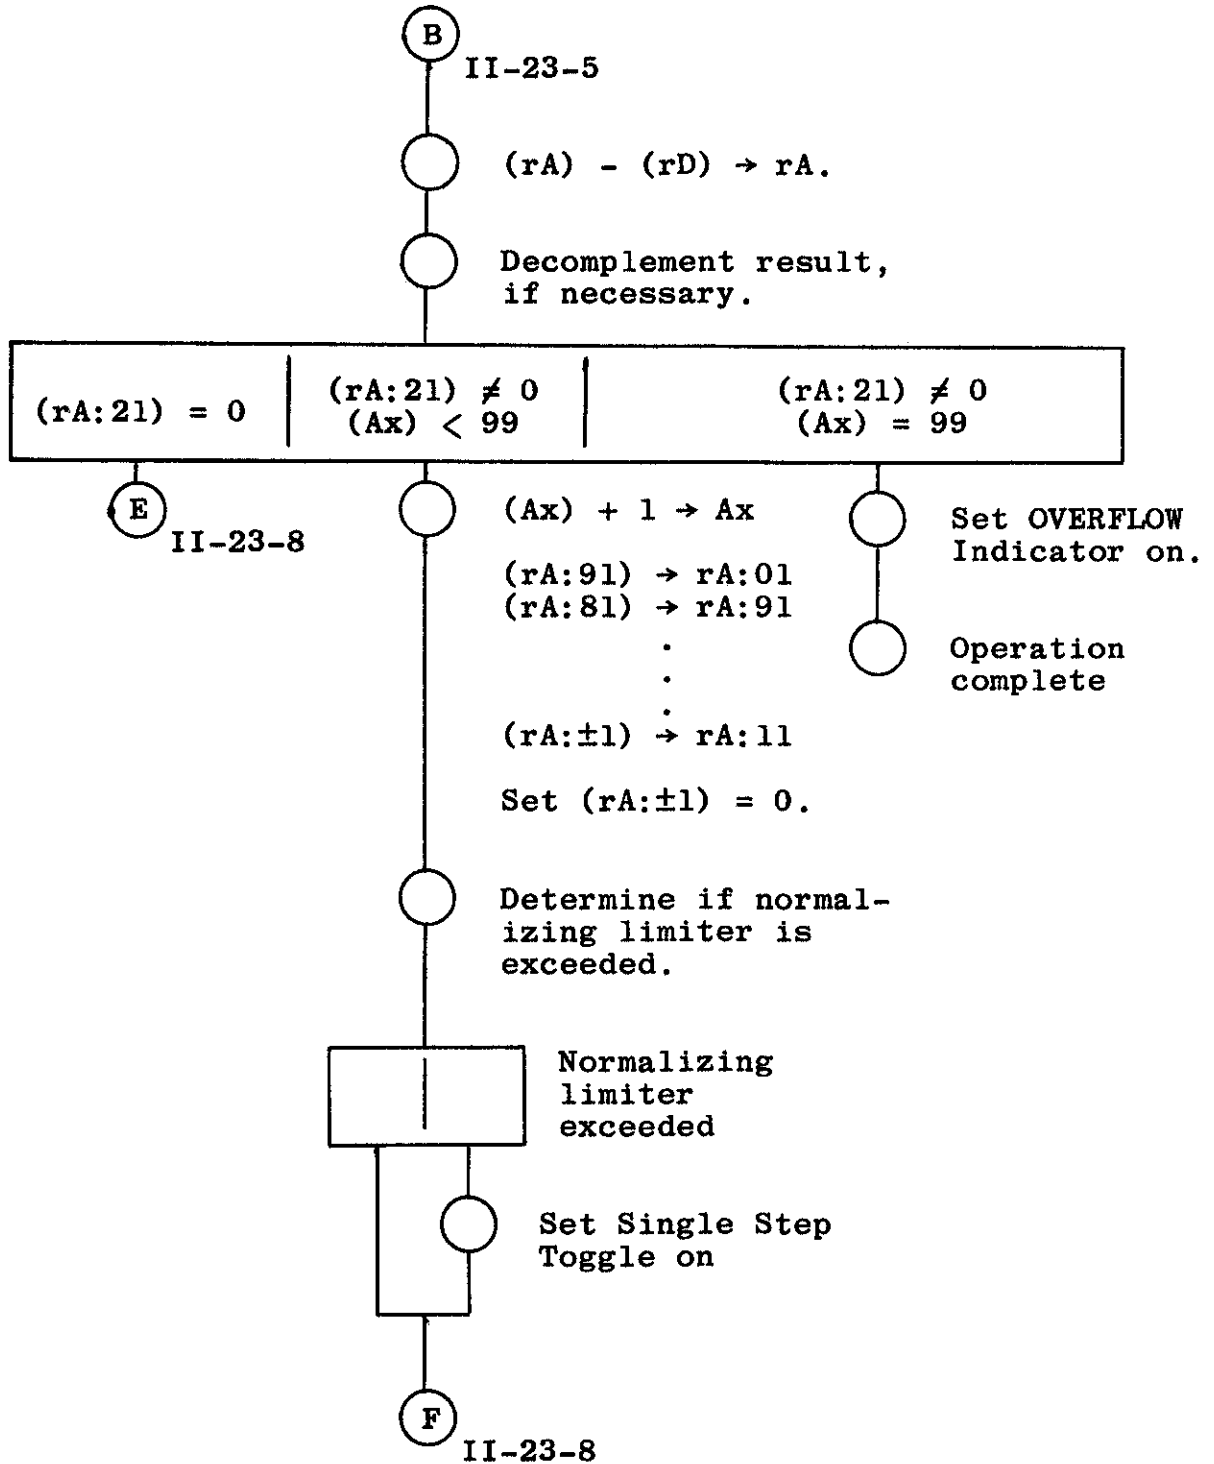 B
II-23-5
(rA) - (rD) → rA.
Decomplement result,
if necessary.
(rA:21) = 0
(rA:21) ≠ 0
(Ax) < 99
(rA:21) ≠ 0
(Ax) = 99
E
II-23-8
(Ax) + 1 → Ax
(rA:91) → rA:01
(rA:81) → rA:91
.
.
.
(rA:±1) → rA:11
Set (rA:±1) = 0.
Set OVERFLOW
Indicator on.
Operation
complete
Determine if normal-
izing limiter is
exceeded.
Normalizing
limiter
exceeded
Set Single Step
Toggle on
F
II-23-8